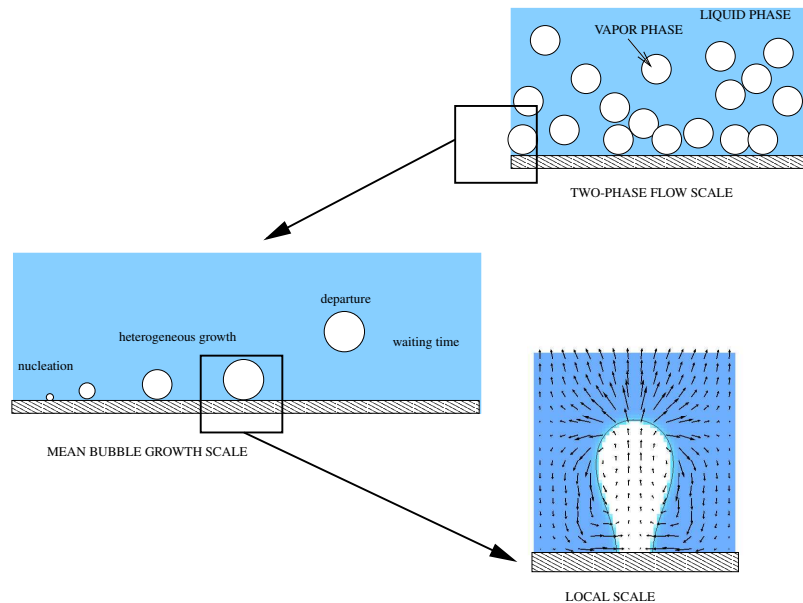 LIQUID PHASE
VAPOR PHASE
TWO-PHASE FLOW SCALE
departure
heterogeneous growth
waiting time
nucleation
MEAN BUBBLE GROWTH SCALE
LOCAL SCALE